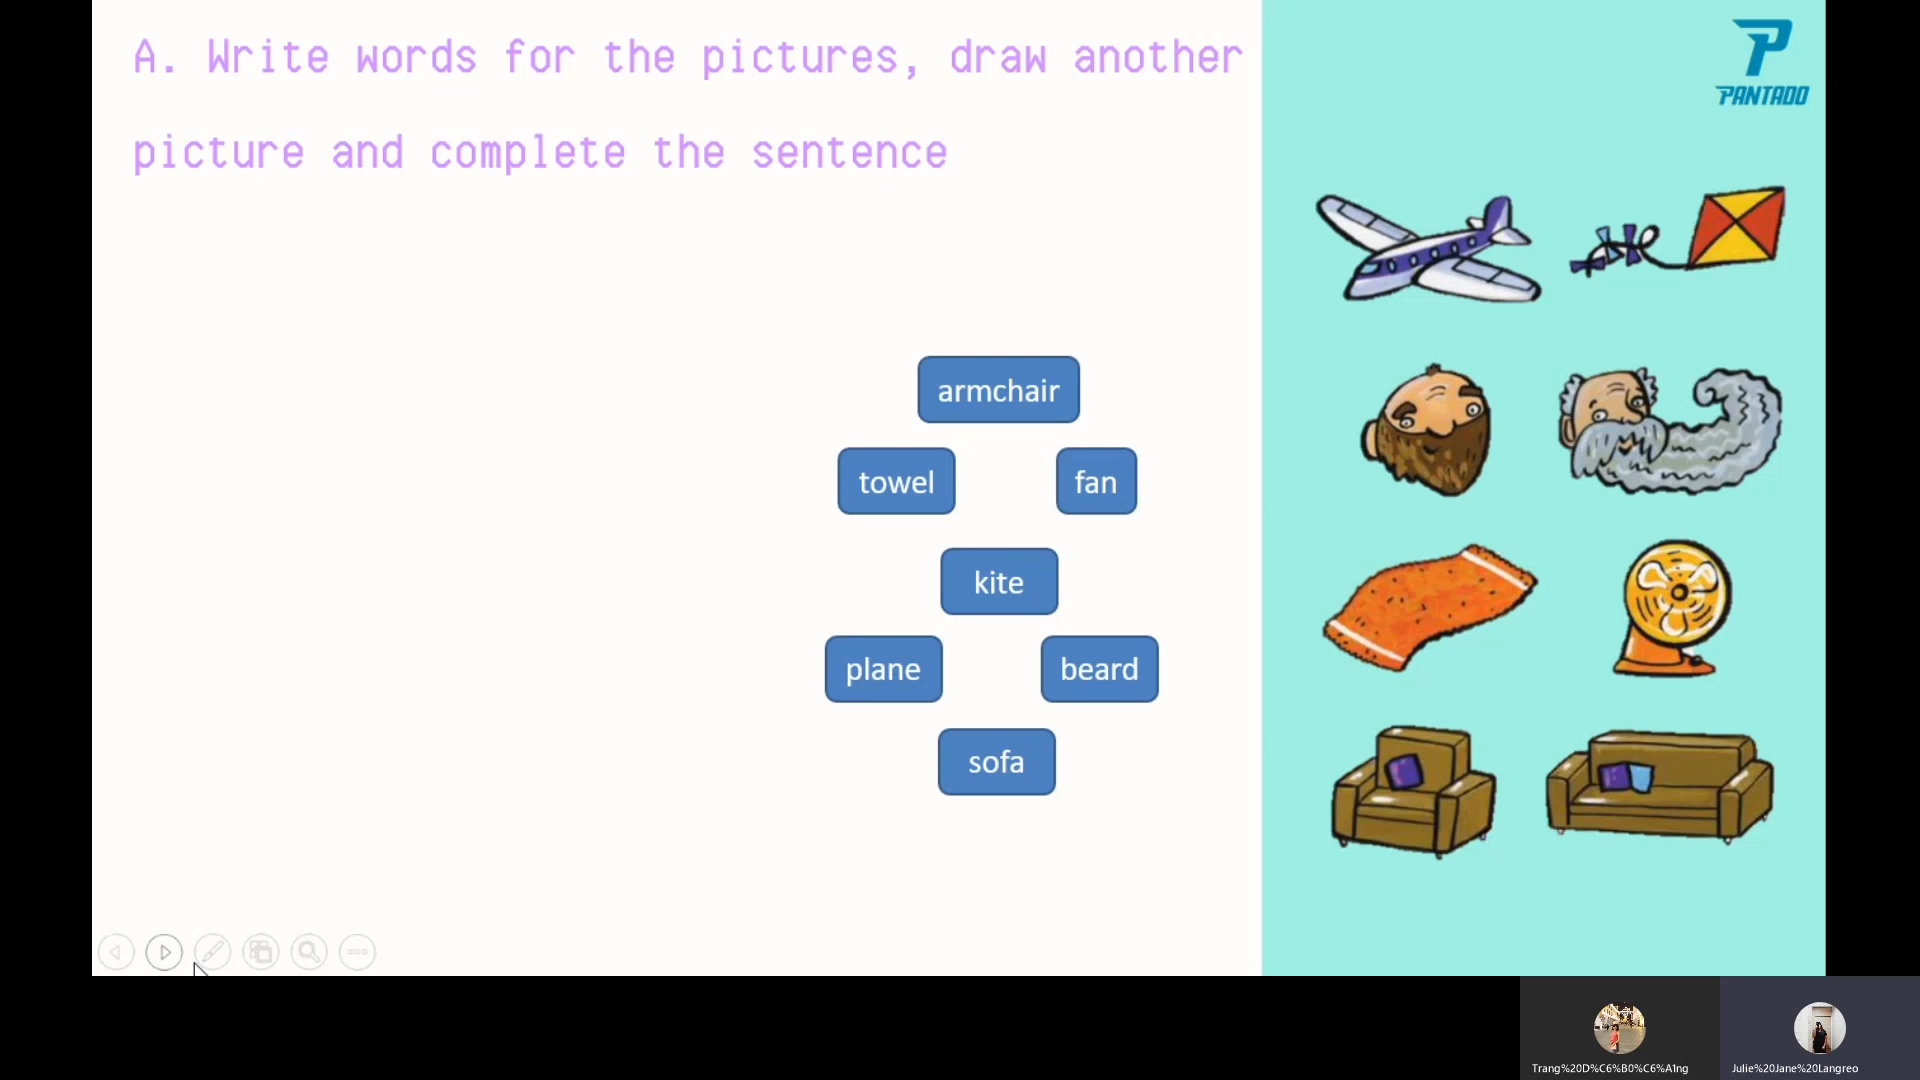 A. Write words for the pictures, draw another
picture and complete the sentence
PANTADO
armchair
towel
fan
kite
plane
beard
sofa
Trang%20D%C6%B0%C6%A1ng
Julie%20Jane%20Langreo